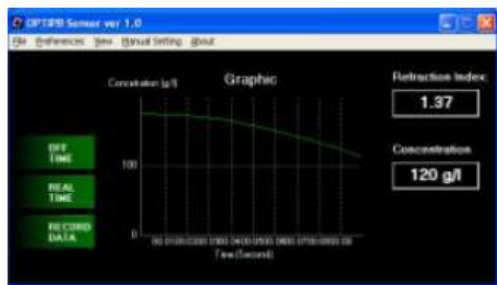 OPTIPB Sensor ver 1.0
File Preferences View Manual Setting About
Graphic
Concetration [g/l]
100
0
Time (Second)
OFF
TIME
REAL
TIME
RECORD
DATA
Refraction Index
1.37
Concentration
120 g/l